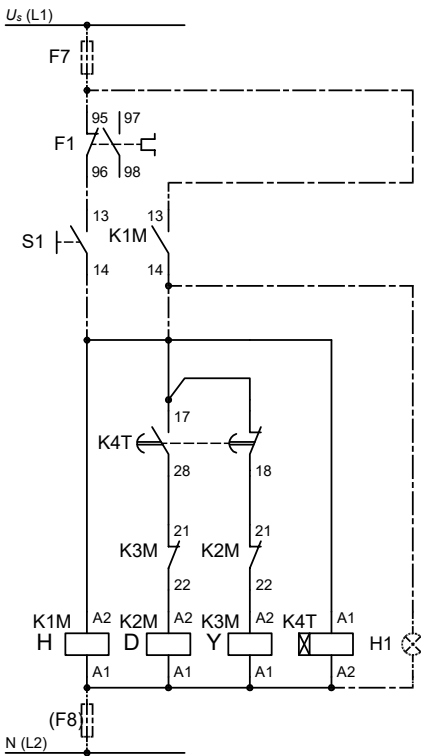 Us (L1)
F7
95 97
F1
96 98
13 13
S1 K1M
14 14
17
K4T
28 18
21 21
K3M K2M
22 22
K1M A2 K2M A2 K3M A2 K4T A1
H D Y H1
A1 A1 A1 A2
(F8)
N (L2)